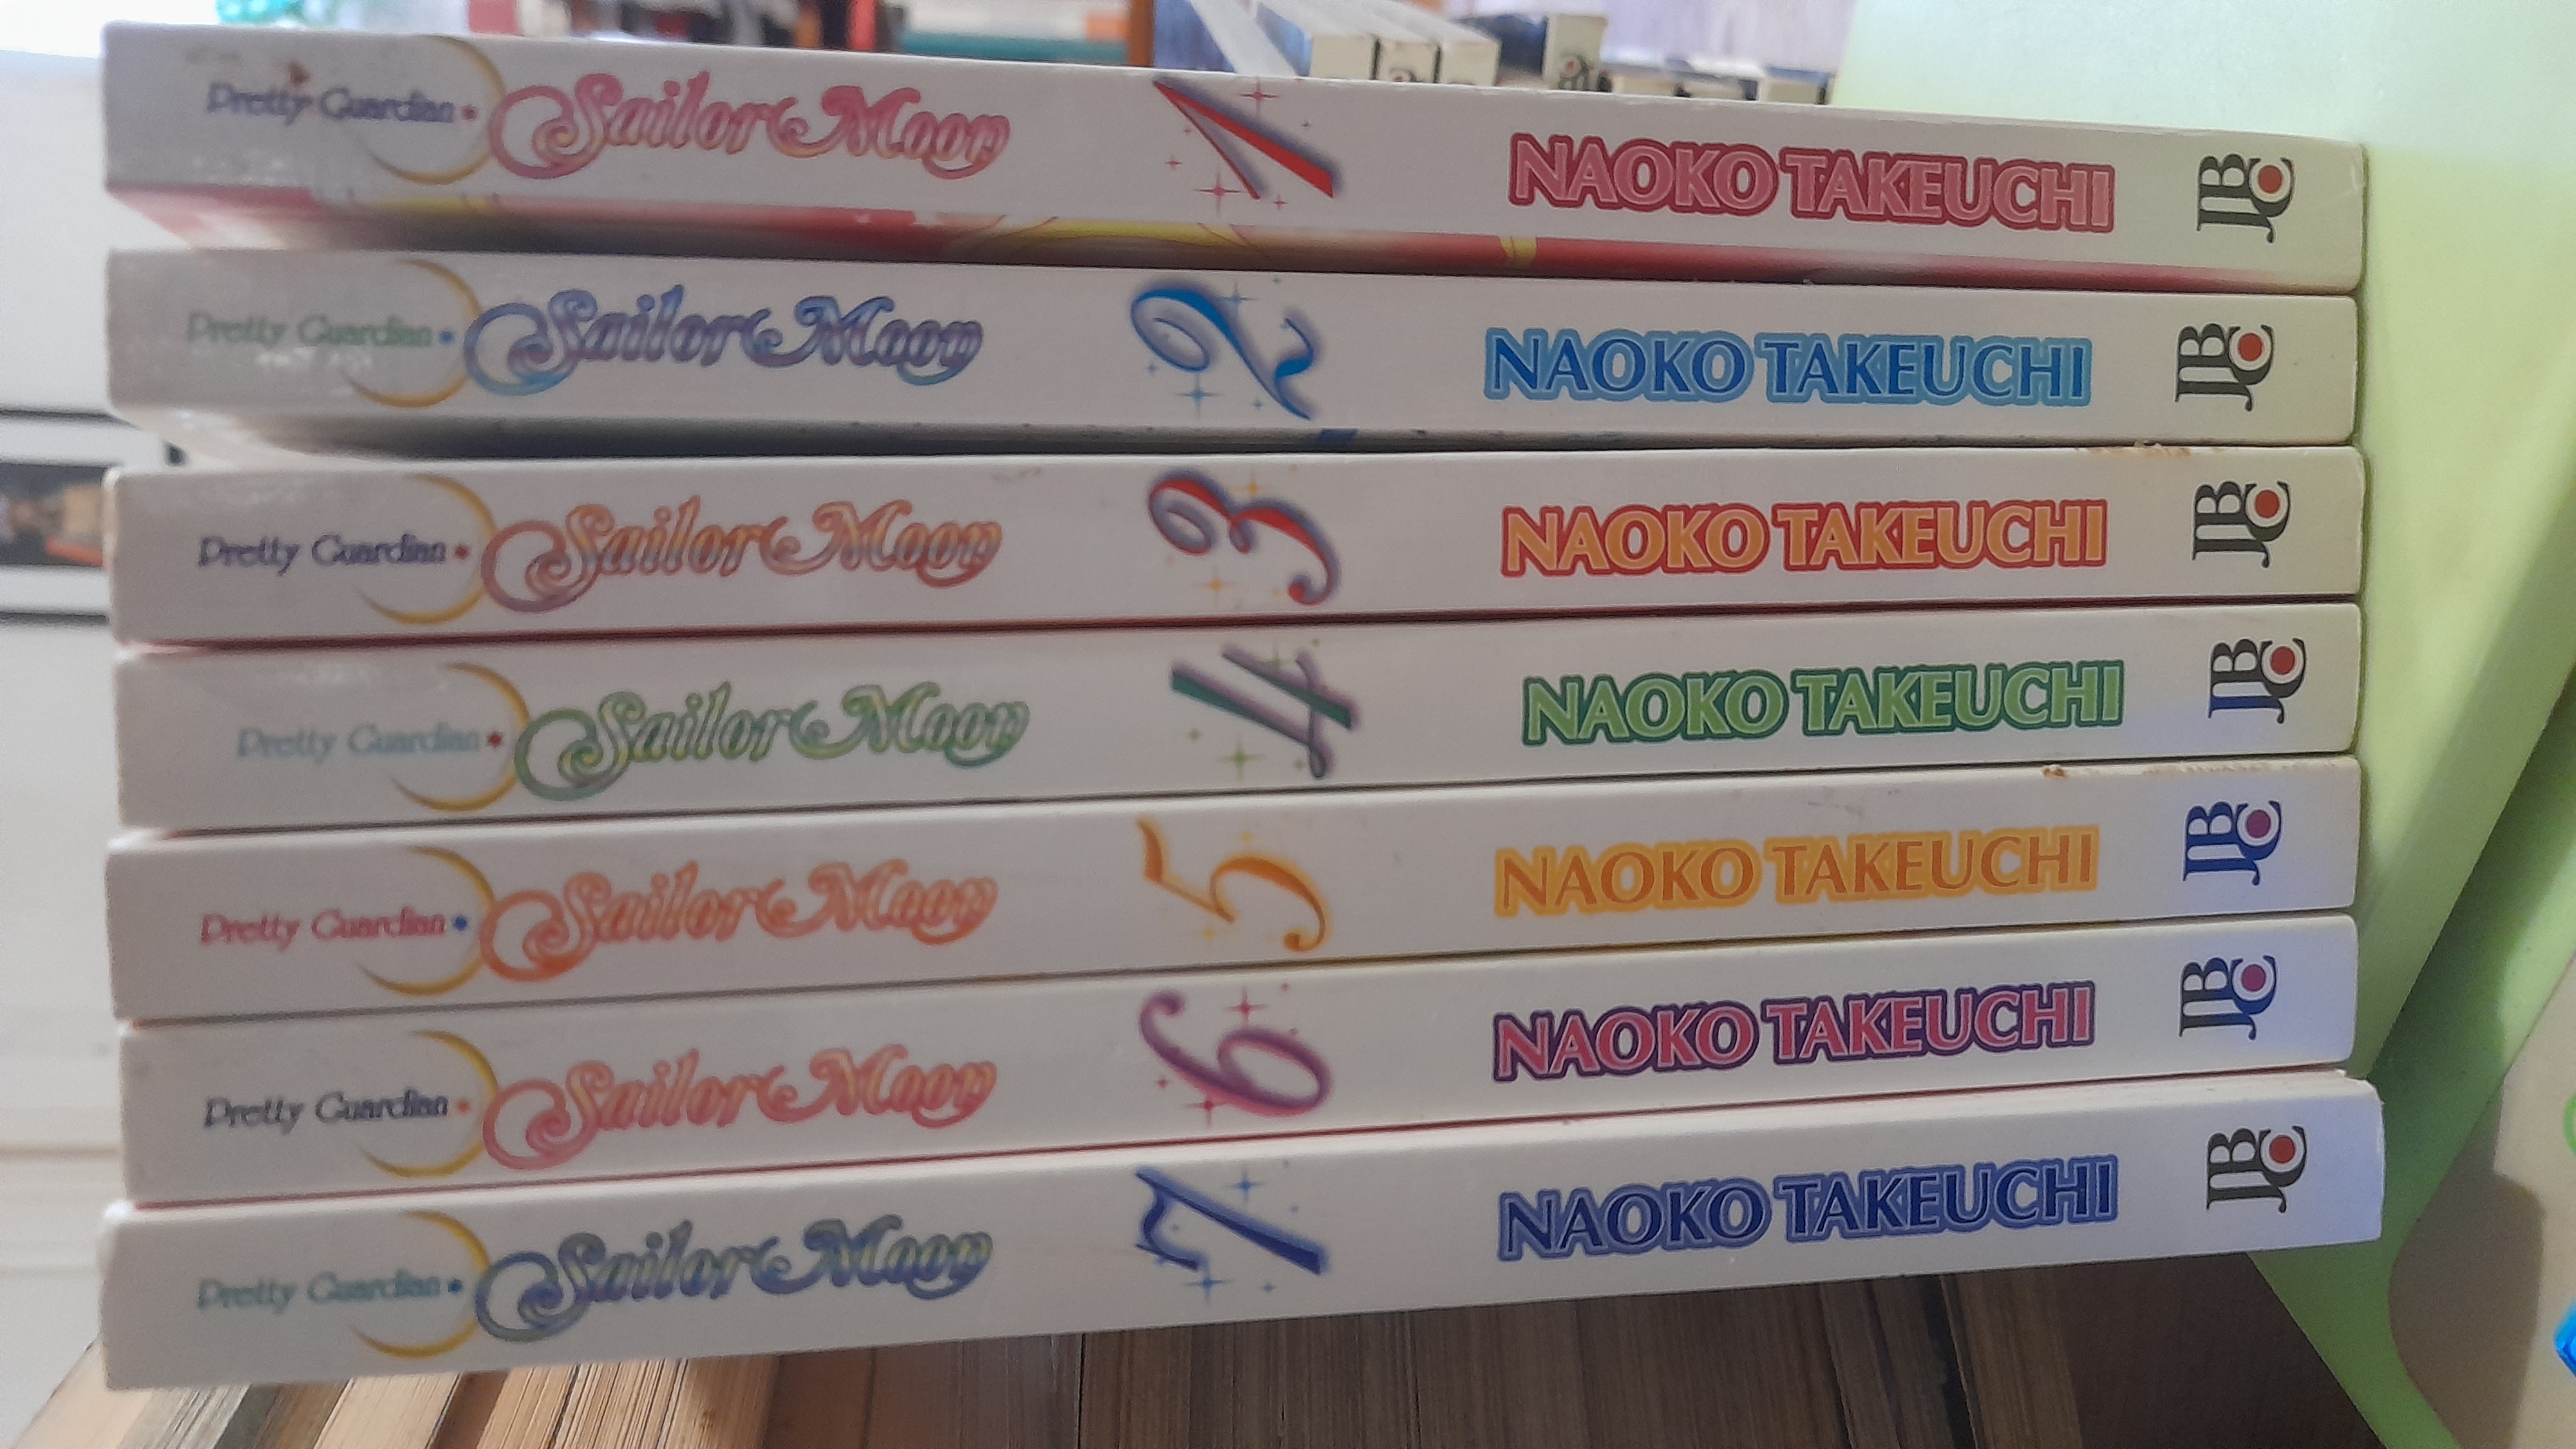 Pretty Guardian Sailor Moon 1 NAOKO TAKEUCHI JBC
Pretty Guardian Sailor Moon 2 NAOKO TAKEUCHI JBC
Pretty Guardian Sailor Moon 3 NAOKO TAKEUCHI JBC
Pretty Guardian Sailor Moon 4 NAOKO TAKEUCHI JBC
Pretty Guardian Sailor Moon 5 NAOKO TAKEUCHI JBC
Pretty Guardian Sailor Moon 6 NAOKO TAKEUCHI JBC
Pretty Guardian Sailor Moon 7 NAOKO TAKEUCHI JBC